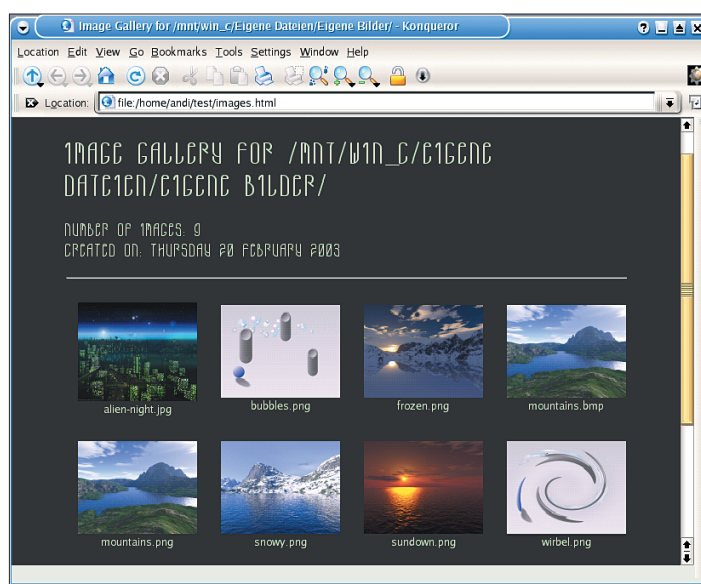 Image Gallery for /mnt/win_c/Eigene Dateien/Eigene Bilder/ - Konqueror
Location Edit View Go Bookmarks Tools Settings Window Help
Location: file:/home/andi/test/images.html
IMAGE GALLERY FOR /MNT/WIN_C/EIGENE
DATEIEN/EIGENE BILDER/
NUMBER OF IMAGES: 9
CREATED ON: THURSDAY 20 FEBRUARY 2003
alien-night.jpg bubbles.png frozen.png mountains.bmp
mountains.png snowy.png sundown.png wirbel.png